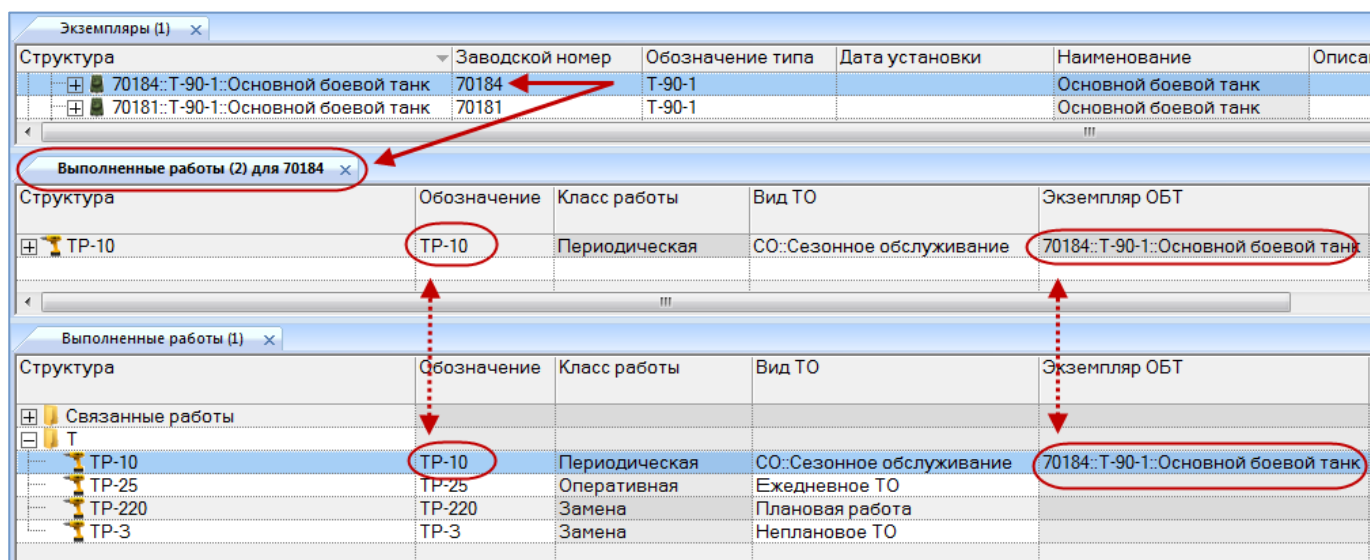 Экземпляры (1)
Структура Заводской номер Обозначение типа Дата установки Наименование Описа
70184::Т-90-1::Основной боевой танк 70184 Т-90-1 Основной боевой танк
70181::Т-90-1::Основной боевой танк 70181 Т-90-1 Основной боевой танк
Выполненные работы (2) для 70184
Структура Обозначение Класс работы Вид ТО Экземпляр ОБТ
ТР-10 ТР-10 Периодическая СО::Сезонное обслуживание 70184::Т-90-1::Основной боевой танк
Выполненные работы (1)
Структура Обозначение Класс работы Вид ТО Экземпляр ОБТ
Связанные работы
Т
ТР-10 ТР-10 Периодическая СО::Сезонное обслуживание 70184::Т-90-1::Основной боевой танк
ТР-25 ТР-25 Оперативная Ежедневное ТО
ТР-220 ТР-220 Замена Плановая работа
ТР-3 ТР-3 Замена Неплановое ТО